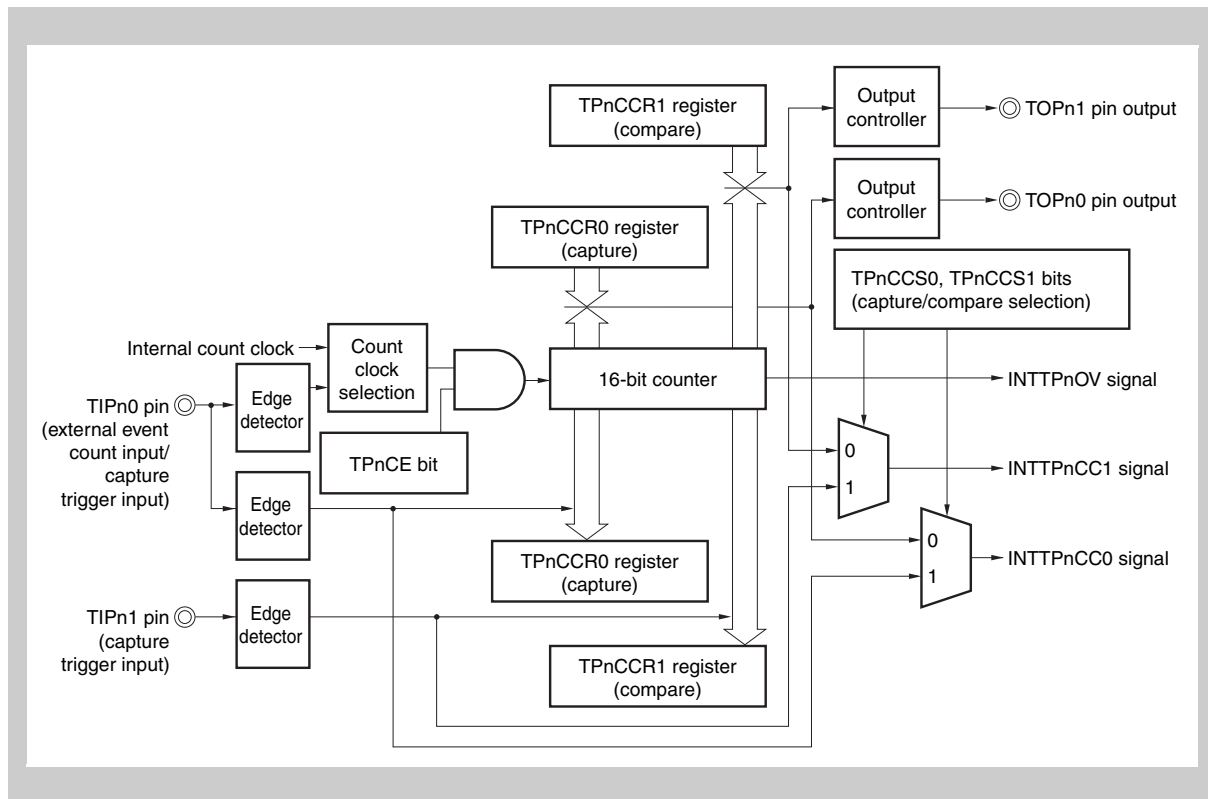 TPnCCR1 register
(compare)
Output
controller
TOPn1 pin output
Output
controller
TOPn0 pin output
TPnCCR0 register
(capture)
TPnCCS0, TPnCCS1 bits
(capture/compare selection)
Internal count clock
Count
clock
selection
16-bit counter
INTTPnOV signal
TIPn0 pin
(external event
count input/
capture
trigger input)
Edge
detector
TPnCE bit
0
1
INTTPnCC1 signal
Edge
detector
0
1
INTTPnCC0 signal
TPnCCR0 register
(capture)
TIPn1 pin
(capture
trigger input)
Edge
detector
TPnCCR1 register
(compare)